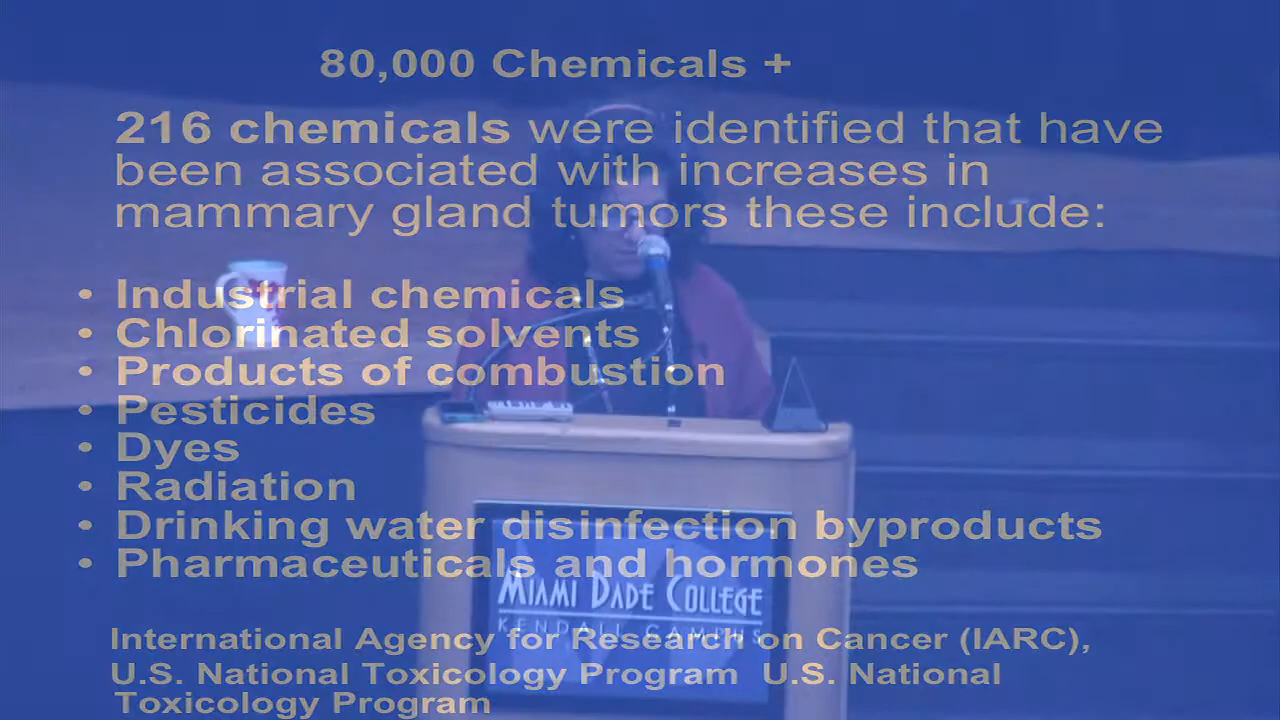 80,000 Chemicals +
216 chemicals were identified that have
been associated with increases in
mammary gland tumors these include:
• Industrial chemicals
• Chlorinated solvents
• Products of combustion
• Pesticides
• Dyes
• Radiation
• Drinking water disinfection byproducts
• Pharmaceuticals and hormones
MIAMI DADE COLLEGE
KENDALL CAMPUS
International Agency for Research on Cancer (IARC),
U.S. National Toxicology Program U.S. National
Toxicology Program